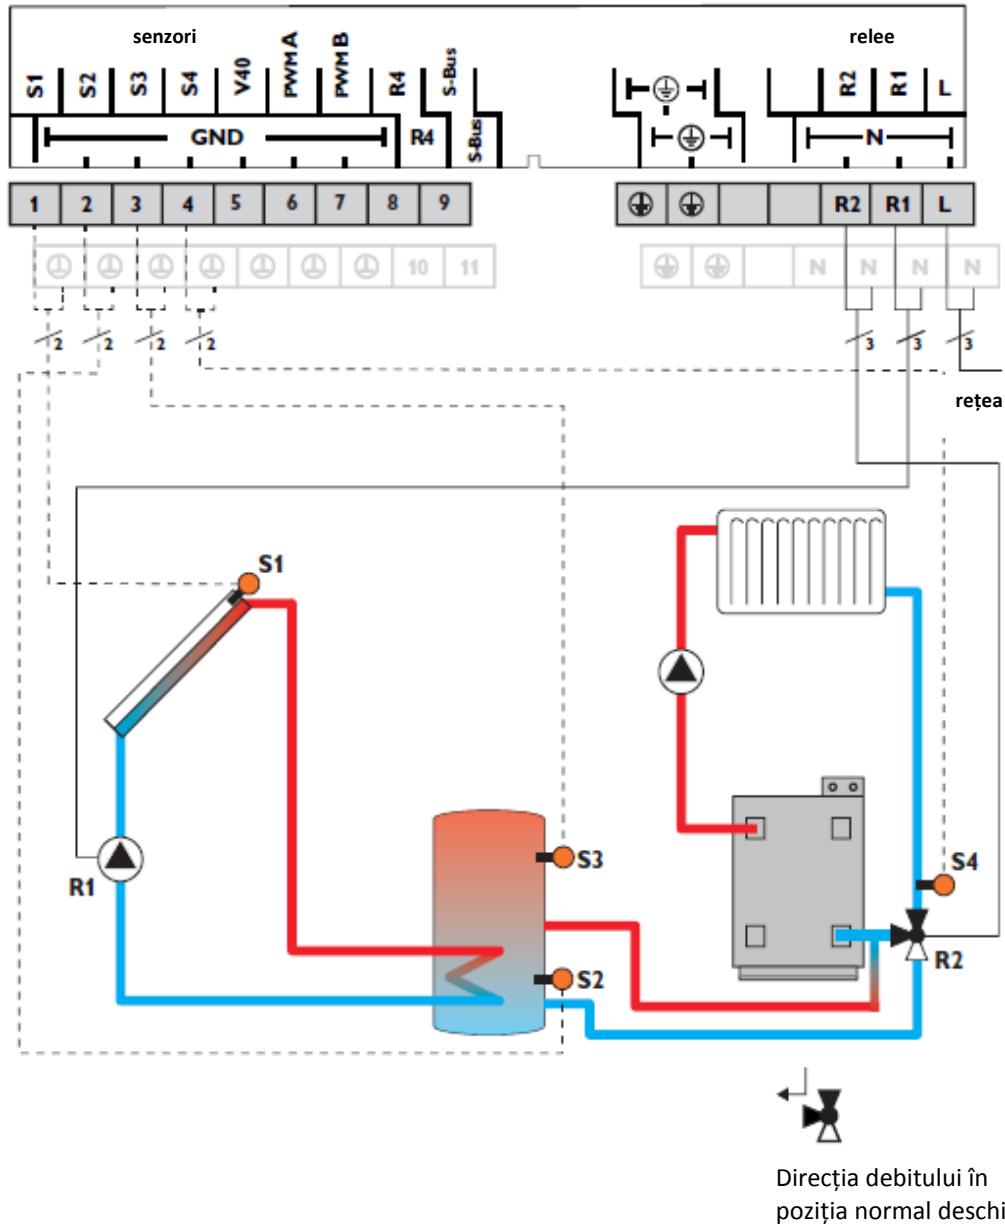 senzori
relee
S1 S2 S3 S4 V40 PWM A PWM B R4 S-Bus
R2 R1 L
GND R4 S-Bus
N
1 2 3 4 5 6 7 8 9
R2 R1 L
10 11
N N N N
2 2 2 2
3 3 3
rețea
S1
S3
S4
R1
R2
S2
Direcția debitului în
poziția normal deschi